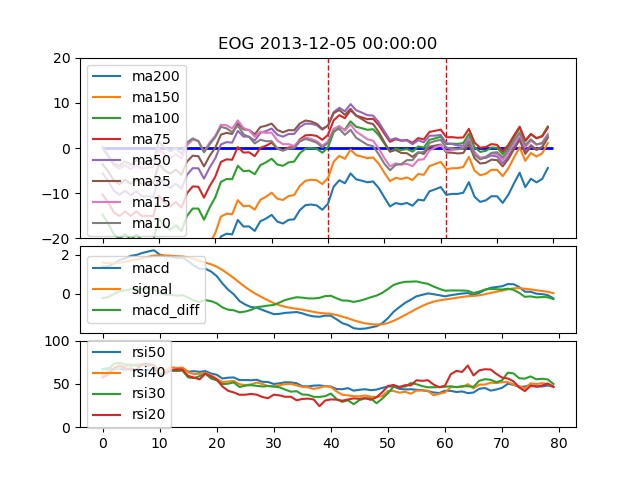 EOG 2013-12-05 00:00:00
20
10
0
−10
−20
ma200
ma150
ma100
ma75
ma50
ma35
ma15
ma10
2
0
macd
signal
macd_diff
100
50
0
rsi50
rsi40
rsi30
rsi20
0 10 20 30 40 50 60 70 80